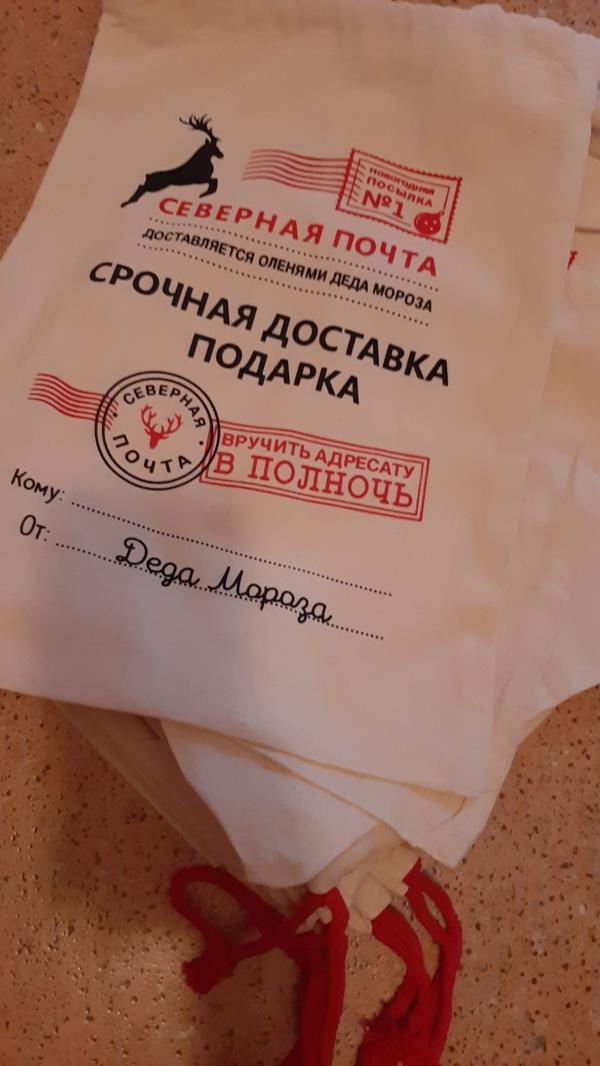 НОВОГОДНЯЯ
ПОСЫЛКА
№1
СЕВЕРНАЯ ПОЧТА
ДОСТАВЛЯЕТСЯ ОЛЕНЯМИ ДЕДА МОРОЗА
СРОЧНАЯ ДОСТАВКА
ПОДАРКА
СЕВЕРНАЯ
ПОЧТА
ВРУЧИТЬ АДРЕСАТУ
В ПОЛНОЧЬ
Кому:
От: Деда Мороза